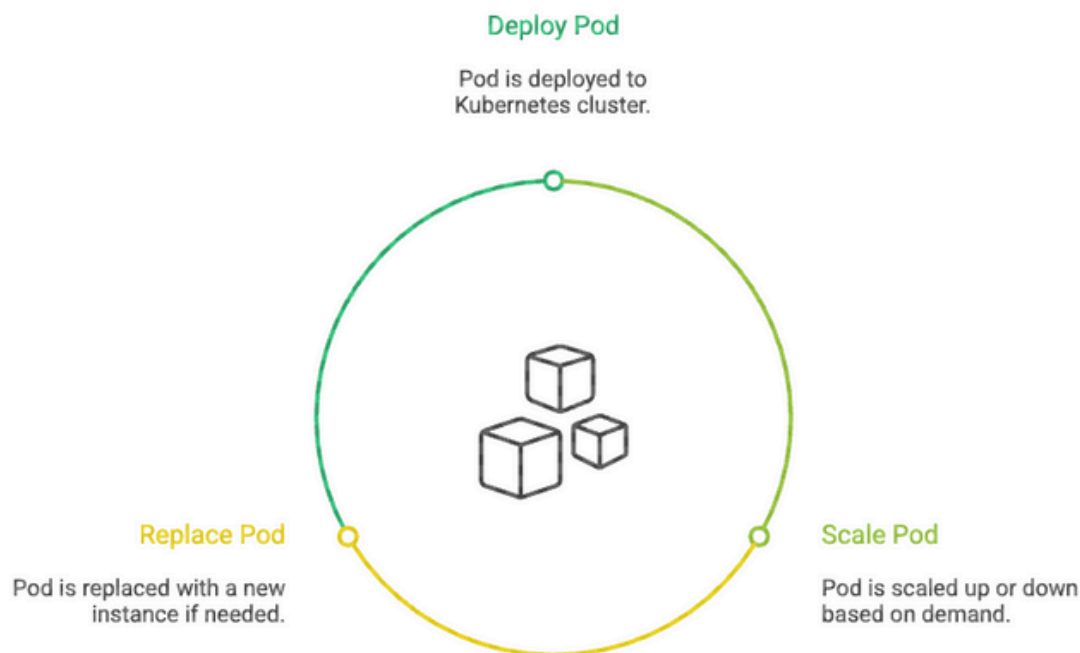 Deploy Pod
Pod is deployed to
Kubernetes cluster.
Replace Pod
Pod is replaced with a new
instance if needed.
Scale Pod
Pod is scaled up or down
based on demand.